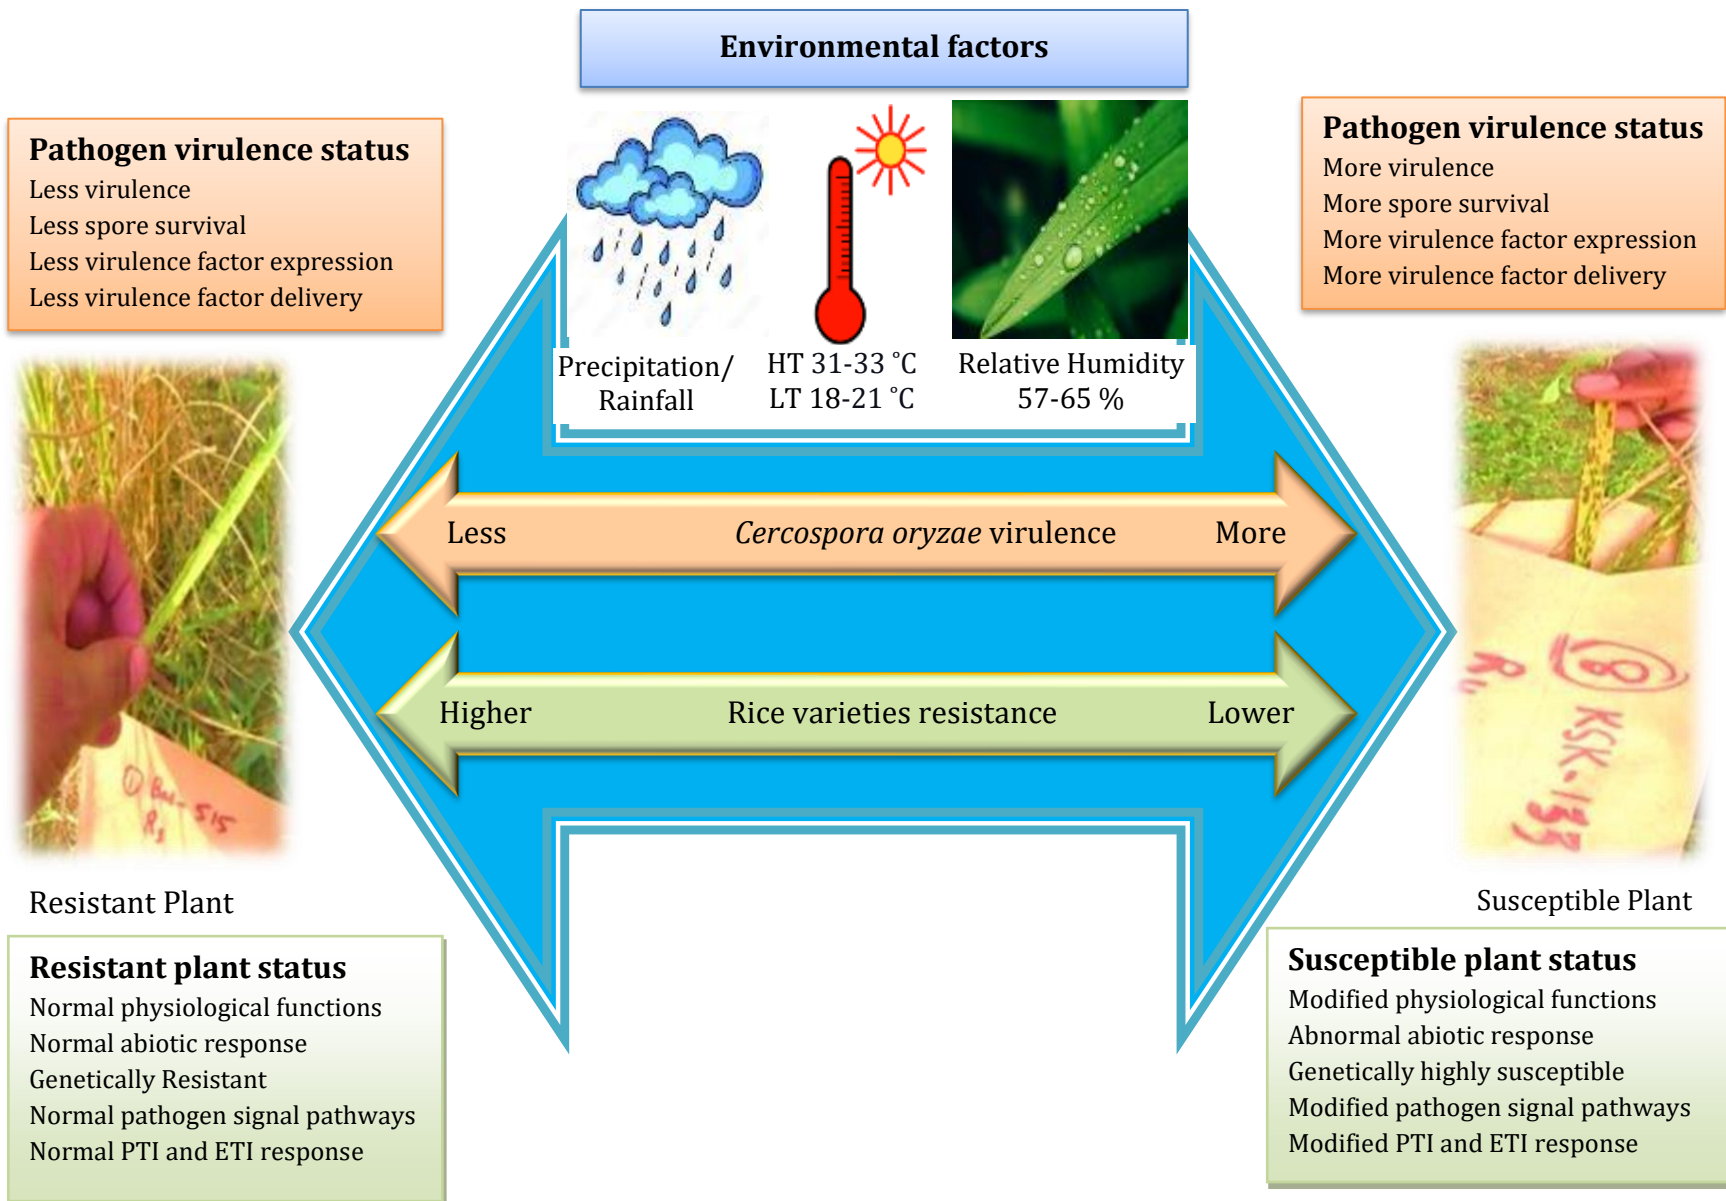 Environmental factors
Pathogen virulence status
Less virulence
Less spore survival
Less virulence factor expression
Less virulence factor delivery
Precipitation/
Rainfall
HT 31-33 °C
LT 18-21 °C
Relative Humidity
57-65 %
Pathogen virulence status
More virulence
More spore survival
More virulence factor expression
More virulence factor delivery
Less Cercospora oryzae virulence More
Higher Rice varieties resistance Lower
515
8
KSK-133
Resistant Plant
Susceptible Plant
Resistant plant status
Normal physiological functions
Normal abiotic response
Genetically Resistant
Normal pathogen signal pathways
Normal PTI and ETI response
Susceptible plant status
Modified physiological functions
Abnormal abiotic response
Genetically highly susceptible
Modified pathogen signal pathways
Modified PTI and ETI response